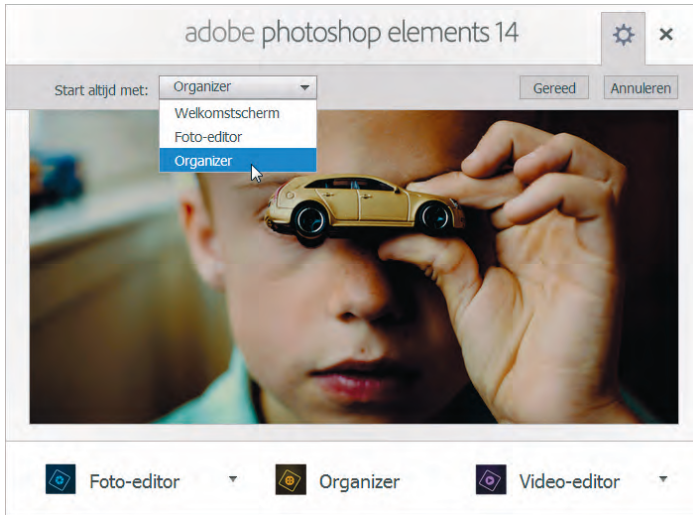 adobe photoshop elements 14
Start altijd met: Organizer Gereed Annuleren
Welkomstscherm
Foto-editor
Organizer
Foto-editor Organizer Video-editor